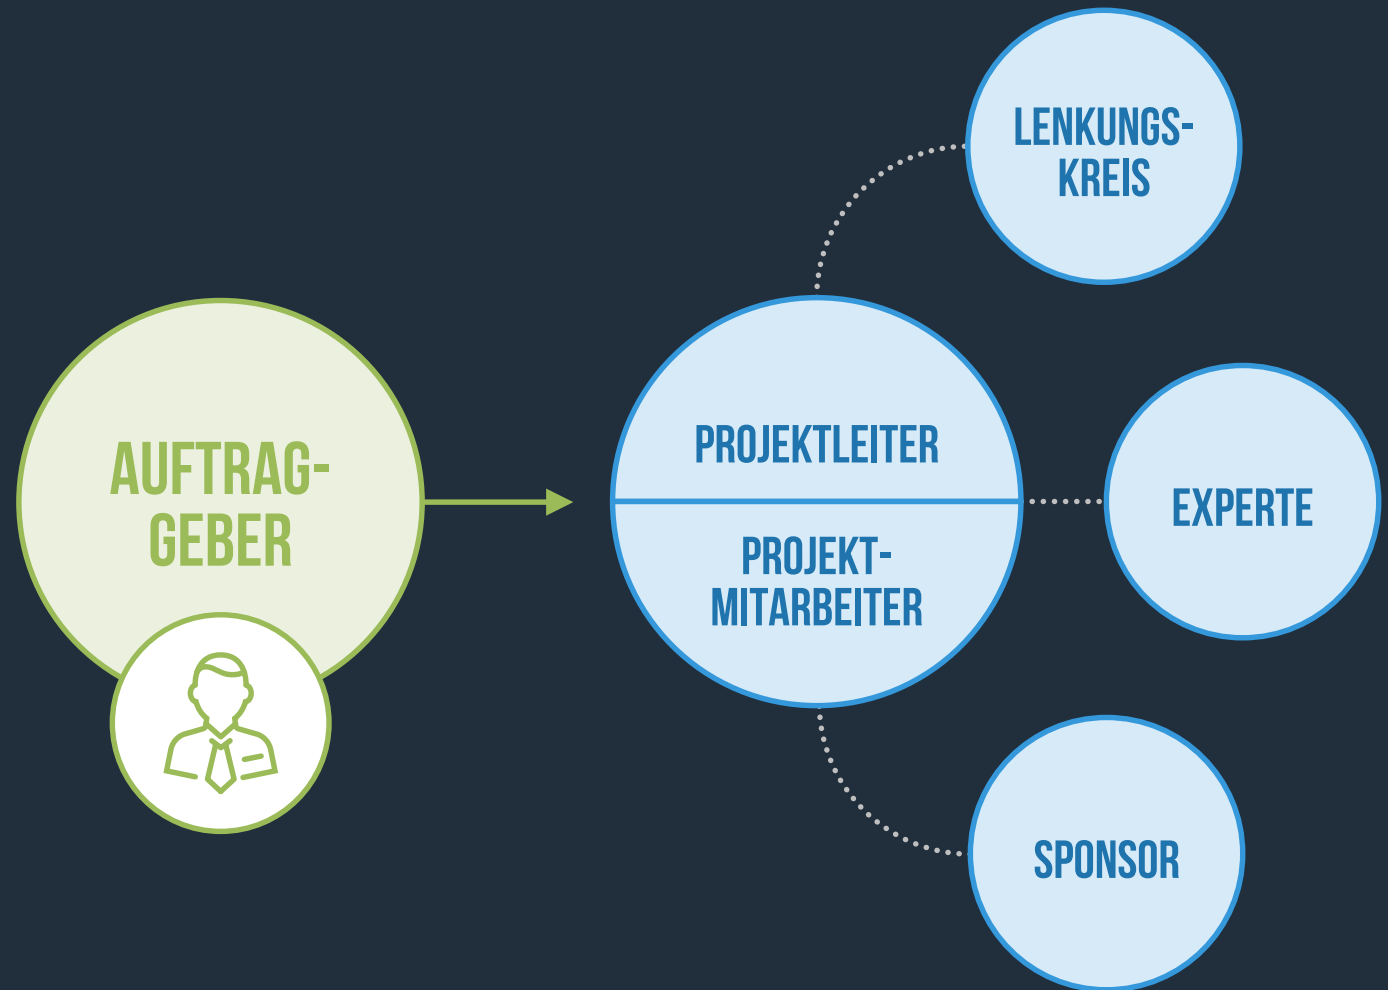 AUFTRAG-
GEBER
PROJEKTLEITER
PROJEKT-
MITARBEITER
LENKUNGS-
KREIS
EXPERTE
SPONSOR